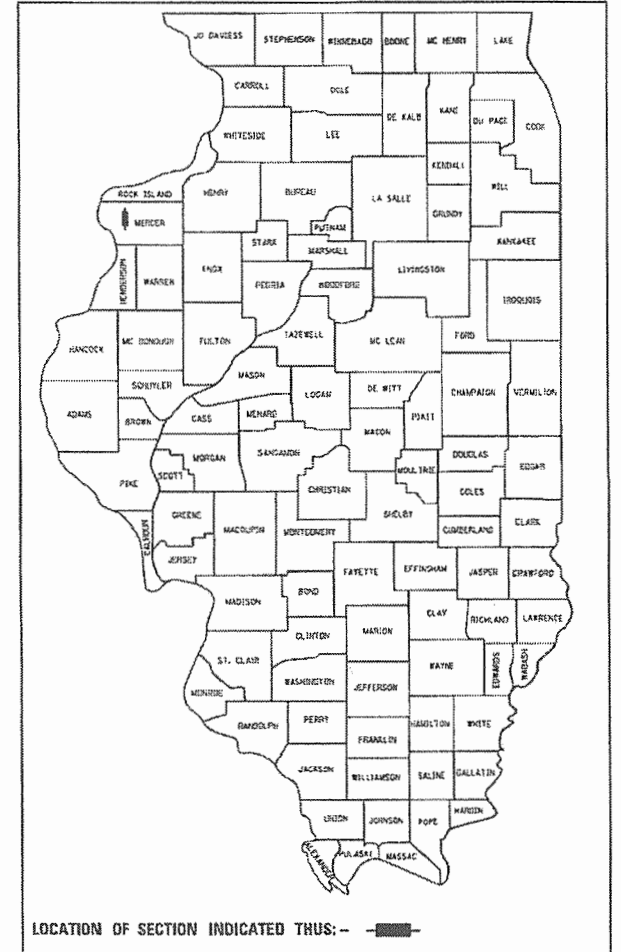 JO DAVIESS STEPHENSON WINNEBAGO BOONE MC HENRY LAKE
CARROLL OGLE
DE KALB KANE DU PAGE COOK
WHITESIDE LEE
KENDALL
WILL
ROCK ISLAND HENRY BUREAU LA SALLE
GRUNDY
MERCER PUTNAM
STARK MARSHALL KANKAKEE
HENDERSON WARREN KNOX PEORIA WOODFORD LIVINGSTON
IROQUOIS
HANCOCK MC DONOUGH FULTON TAZEWELL MC LEAN FORD
SCHUYLER MASON
LOGAN DE WITT CHAMPAIGN VERMILION
ADAMS BROWN CASS MENARD PIATT
MACON
MORGAN SANGAMON DOUGLAS
PIKE SCOTT MOULTRIE EDGAR
CHRISTIAN COLES
GREENE MACOUPIN SHELBY CLARK
CALHOUN MONTGOMERY CUMBERLAND
JERSEY FAYETTE EFFINGHAM JASPER CRAWFORD
MADISON BOND
CLAY RICHLAND LAWRENCE
CLINTON MARION
ST. CLAIR WAYNE EDWARDS WABASH
WASHINGTON JEFFERSON
MONROE
RANDOLPH PERRY HAMILTON WHITE
FRANKLIN
JACKSON WILLIAMSON SALINE GALLATIN
UNION JOHNSON POPE HARDIN
ALEXANDER PULASKI MASSAC
LOCATION OF SECTION INDICATED THUS:-